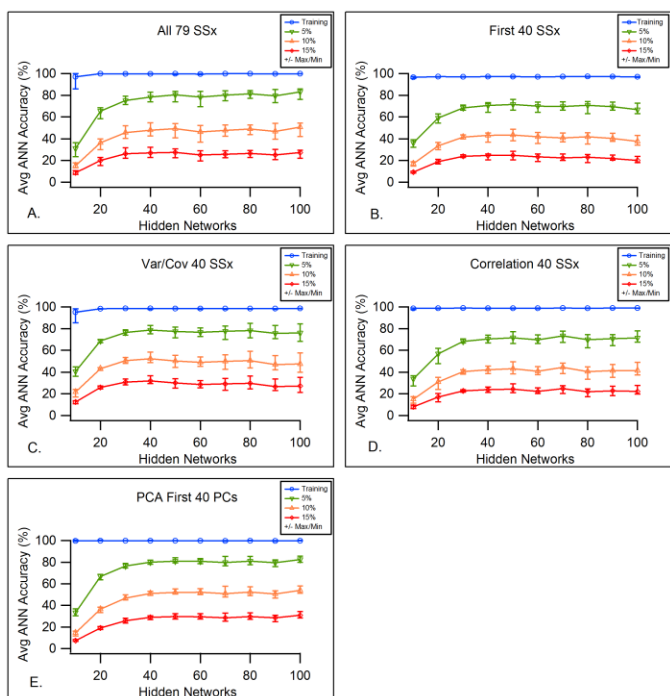 All 79 SSx
Training
5%
10%
15%
+/- Max/Min
Avg ANN Accuracy (%)
100
80
60
40
20
0
20 40 60 80 100
Hidden Networks
A.
First 40 SSx
Training
5%
10%
15%
+/- Max/Min
Avg ANN Accuracy (%)
100
80
60
40
20
0
20 40 60 80 100
Hidden Networks
B.
Var/Cov 40 SSx
Training
5%
10%
15%
+/- Max/Min
Avg ANN Accuracy (%)
100
80
60
40
20
0
20 40 60 80 100
Hidden Networks
C.
Correlation 40 SSx
Training
5%
10%
15%
+/- Max/Min
Avg ANN Accuracy (%)
100
80
60
40
20
0
20 40 60 80 100
Hidden Networks
D.
PCA First 40 PCs
Training
5%
10%
15%
+/- Max/Min
Avg ANN Accuracy (%)
100
80
60
40
20
0
20 40 60 80 100
Hidden Networks
E.